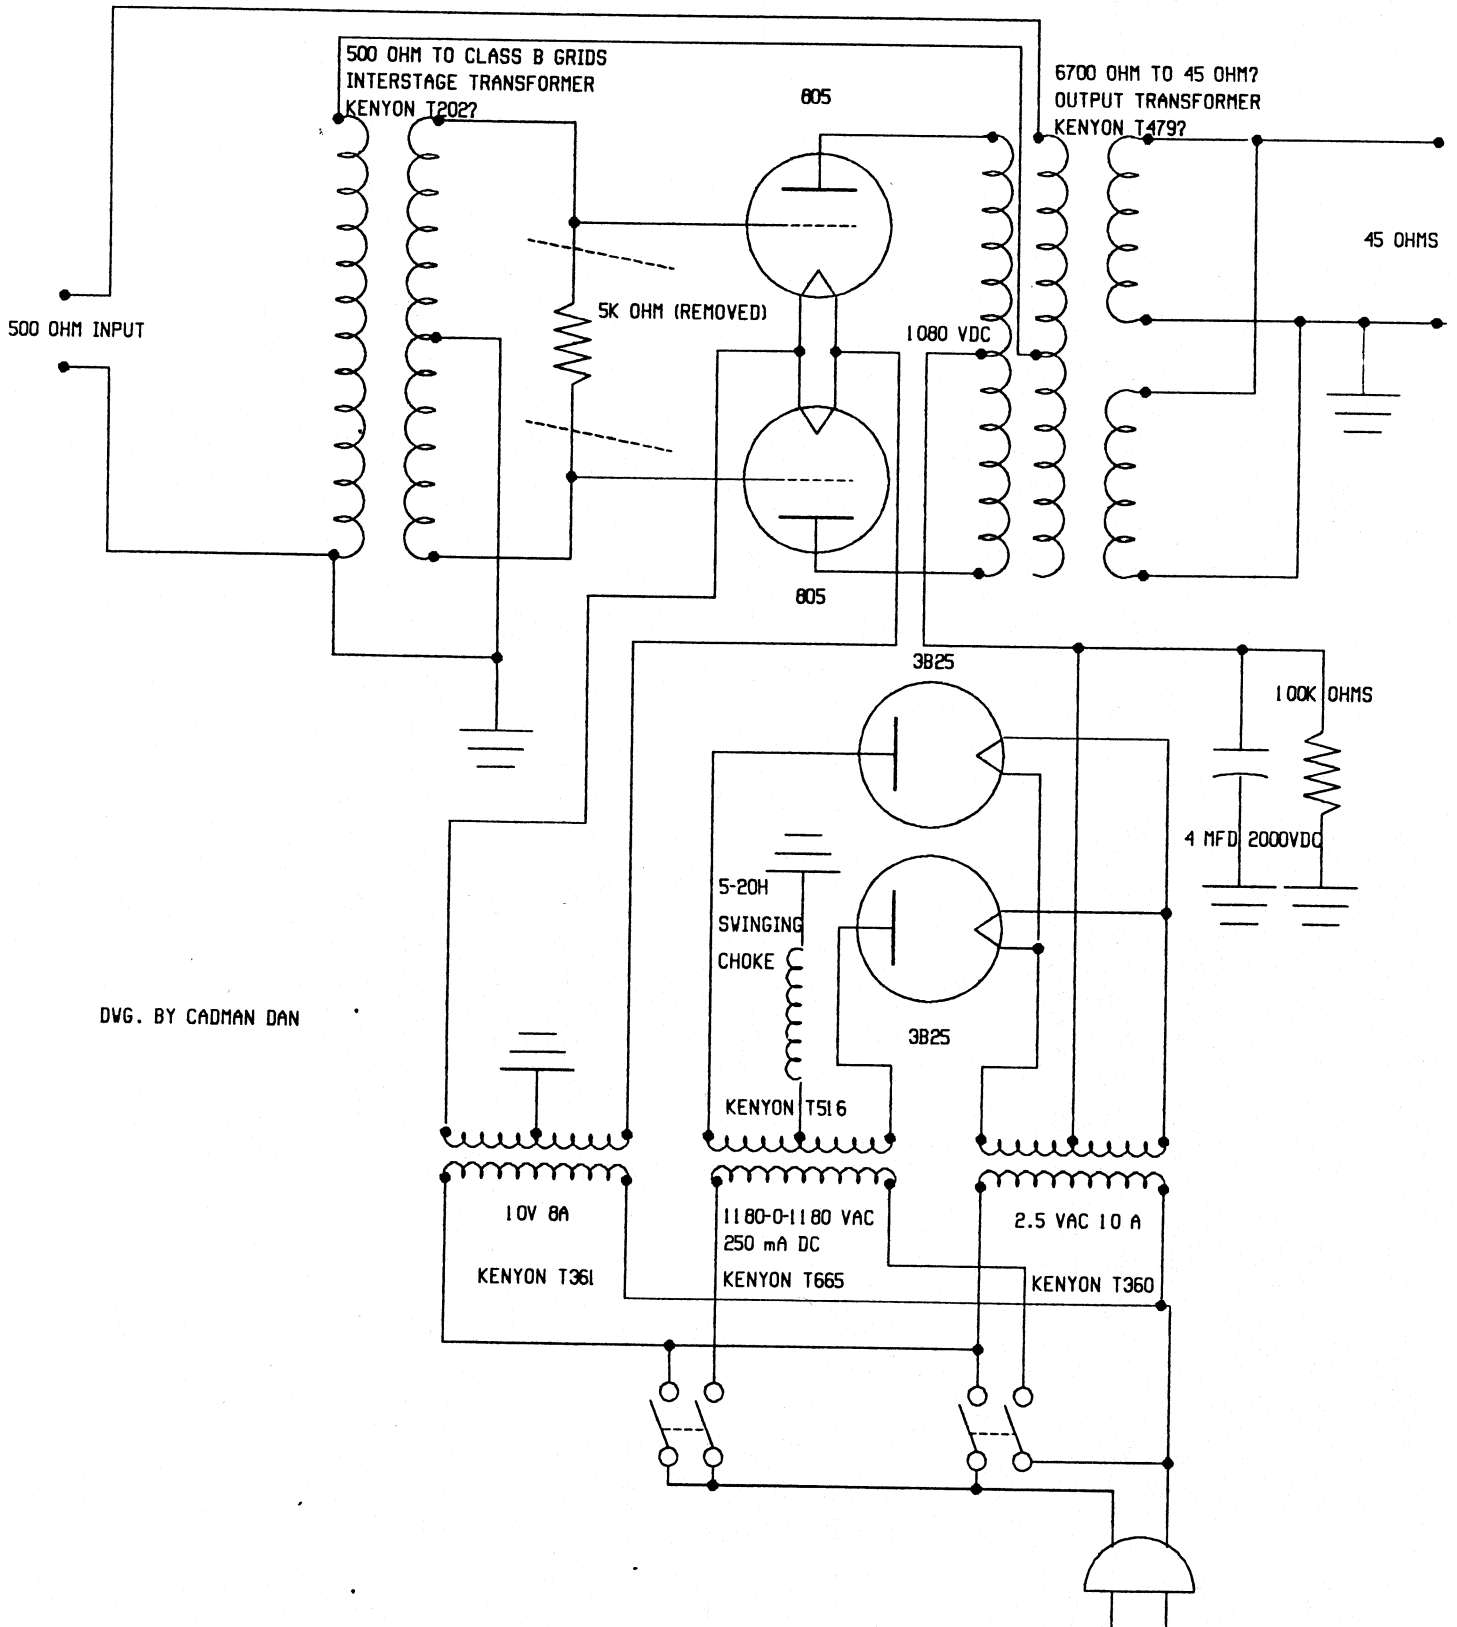 500 OHM TO CLASS B GRIDS
INTERSTAGE TRANSFORMER
KENYON T202?
805
6700 OHM TO 45 OHM?
OUTPUT TRANSFORMER
KENYON T479?
45 OHMS
500 OHM INPUT
5K OHM (REMOVED)
1080 VDC
805
3B25
100K OHMS
4 MFD 2000VDC
5-20H
SWINGING
CHOKE
DWG. BY CADMAN DAN
3B25
KENYON T516
10V 8A
1180-0-1180 VAC
250 mA DC
2.5 VAC 10 A
KENYON T361
KENYON T665
KENYON T360